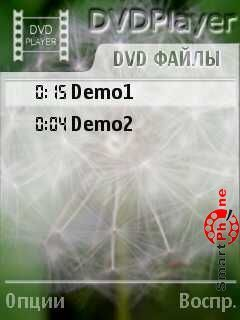 DVD
PLAYER
DVDPlayer
DVD ФАЙЛЫ
0:15 Demo1
0:04 Demo2
SmartPhone
Опции
Воспр.